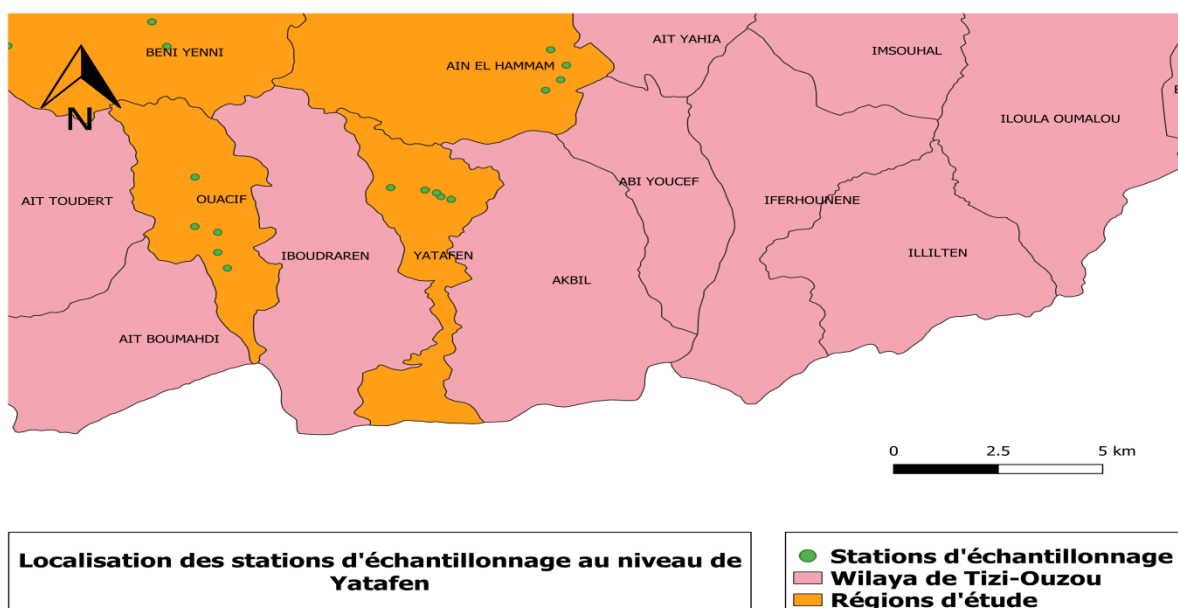 AIT YAHIA
BENI YENNI
IMSOUHAL
AIN EL HAMMAM
N
ILOULA OUMALOU
ABI YOUCEF
AIT TOUDERT
OUACIF
IFERHOUNENE
IBOUDRAREN
YATAFEN
ILLILTEN
AKBIL
AIT BOUMAHDI
0 2.5 5 km
Localisation des stations d'échantillonnage au niveau de
Yatafen
Stations d'échantillonnage
Wilaya de Tizi-Ouzou
Régions d'étude